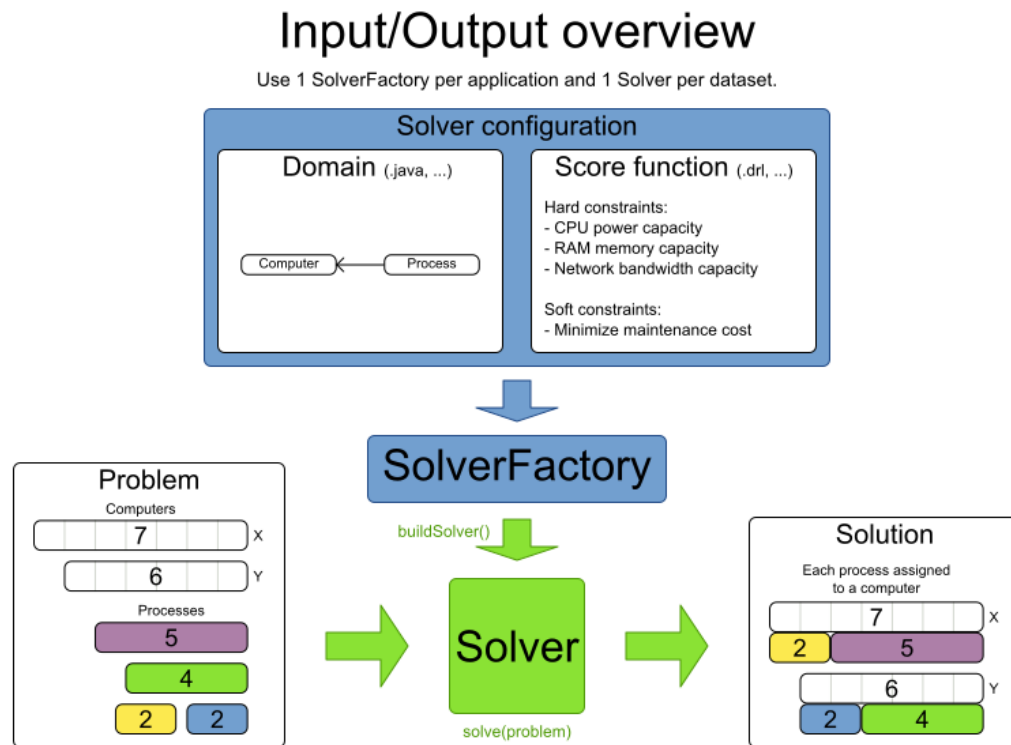 Input/Output overview
Use 1 SolverFactory per application and 1 Solver per dataset.
Solver configuration
Domain (.java, ...)
Computer
Process
Score function (.drl, ...)
Hard constraints:
- CPU power capacity
- RAM memory capacity
- Network bandwidth capacity
Soft constraints:
- Minimize maintenance cost
SolverFactory
buildSolver()
Problem
Computers
7
X
6
Y
Processes
5
4
2
2
Solver
solve(problem)
Solution
Each process assigned
to a computer
7
X
2
5
6
Y
2
4